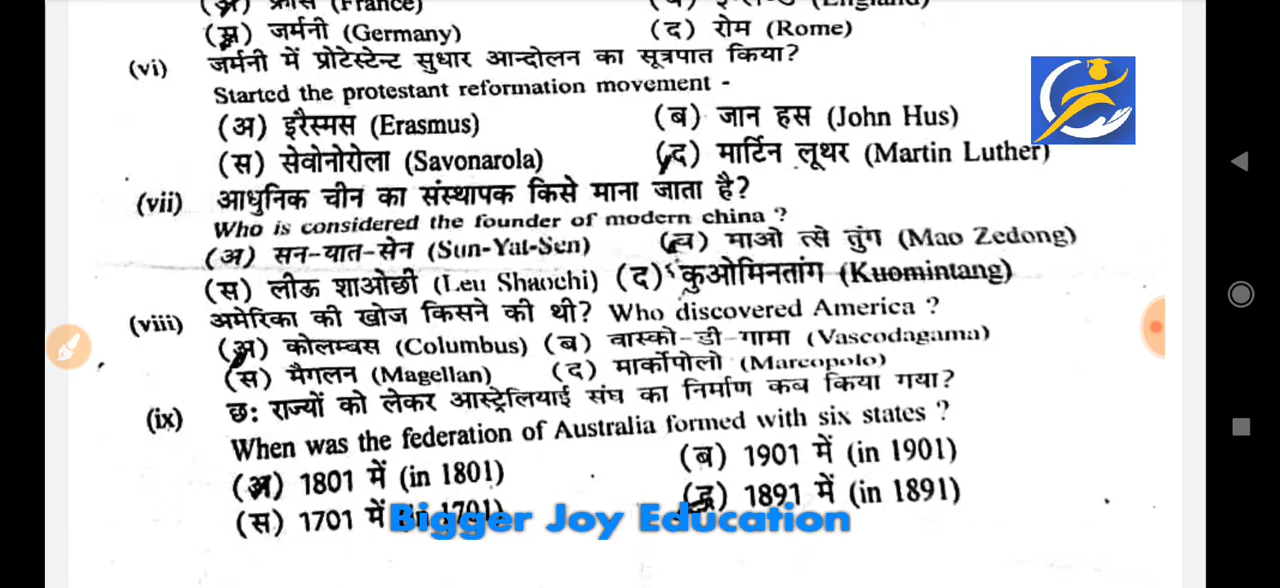 (अ) फ्रांस (France) (England)
(स) जर्मनी (Germany) (द) रोम (Rome)
(vi) जर्मनी में प्रोटेस्टेन्ट सुधार आन्दोलन का सूत्रपात किया?
Started the protestant reformation movement -
(अ) इरैस्मस (Erasmus) (ब) जान हस (John Hus)
(स) सेवोनोरोला (Savonarola) (द) मार्टिन लूथर (Martin Luther)
(vii) आधुनिक चीन का संस्थापक किसे माना जाता है?
Who is considered the founder of modern china ?
(अ) सन-यात-सेन (Sun-Yat-Sen) (ब) माओ त्से तुंग (Mao Zedong)
(स) लीऊ शाओछी (Leu Shaochi) (द) कुओमिनतांग (Kuomintang)
(viii) अमेरिका की खोज किसने की थी? Who discovered America ?
(अ) कोलम्बस (Columbus) (ब) वास्को-डी-गामा (Vascodagama)
(स) मैगलन (Magellan) (द) मार्कोपोलो (Marcopolo)
(ix) छः राज्यों को लेकर आस्ट्रेलियाई संघ का निर्माण कब किया गया?
When was the federation of Australia formed with six states ?
(अ) 1801 में (in 1801) (ब) 1901 में (in 1901)
(स) 1701 में (in 1701) (द) 1891 में (in 1891)
Bigger Joy Education